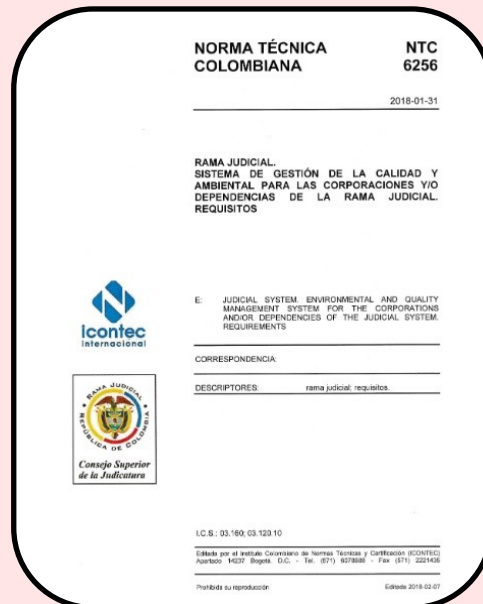 NORMA TÉCNICA NTC
COLOMBIANA 6256
2018-01-31
RAMA JUDICIAL.
SISTEMA DE GESTIÓN DE LA CALIDAD Y
AMBIENTAL PARA LAS CORPORACIONES Y/O
DEPENDENCIAS DE LA RAMA JUDICIAL.
REQUISITOS
icontec
internacional
E: JUDICIAL SYSTEM. ENVIRONMENTAL AND QUALITY
MANAGEMENT SYSTEM FOR THE CORPORATIONS
AND/OR DEPENDENCIES OF THE JUDICIAL SYSTEM.
REQUIREMENTS
CORRESPONDENCIA:
DESCRIPTORES: rama judicial; requisitos.
RAMA JUDICIAL
REPÚBLICA DE COLOMBIA
Consejo Superior
de la Judicatura
I.C.S.: 03.160; 03.120.10
Editada por el Instituto Colombiano de Normas Técnicas y Certificación (ICONTEC)
Apartado 14237 Bogotá, D.C. - Tel. (571) 6078888 - Fax (571) 2221435
Prohibida su reproducción Editada 2018-02-07